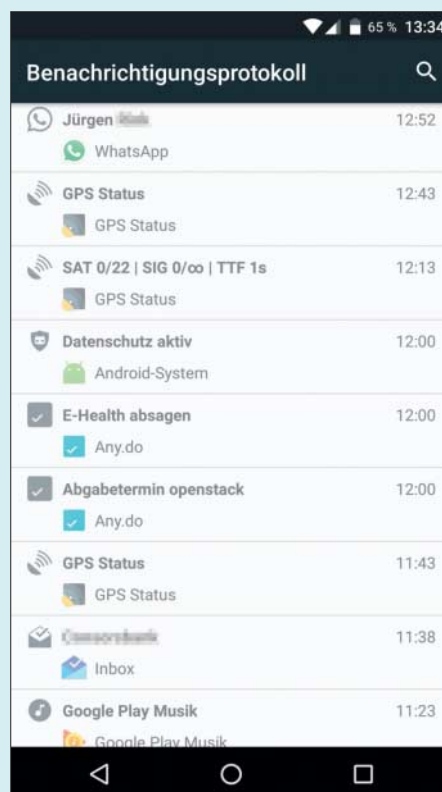 65 % 13:34
Benachrichtigungsprotokoll
Jürgen 12:52
WhatsApp
GPS Status 12:43
GPS Status
SAT 0/22 | SIG 0/∞ | TTF 1s 12:13
GPS Status
Datenschutz aktiv 12:00
Android-System
E-Health absagen 12:00
Any.do
Abgabetermin openstack 12:00
Any.do
GPS Status 11:43
GPS Status
11:38
Inbox
Google Play Musik 11:23
Google Play Musik